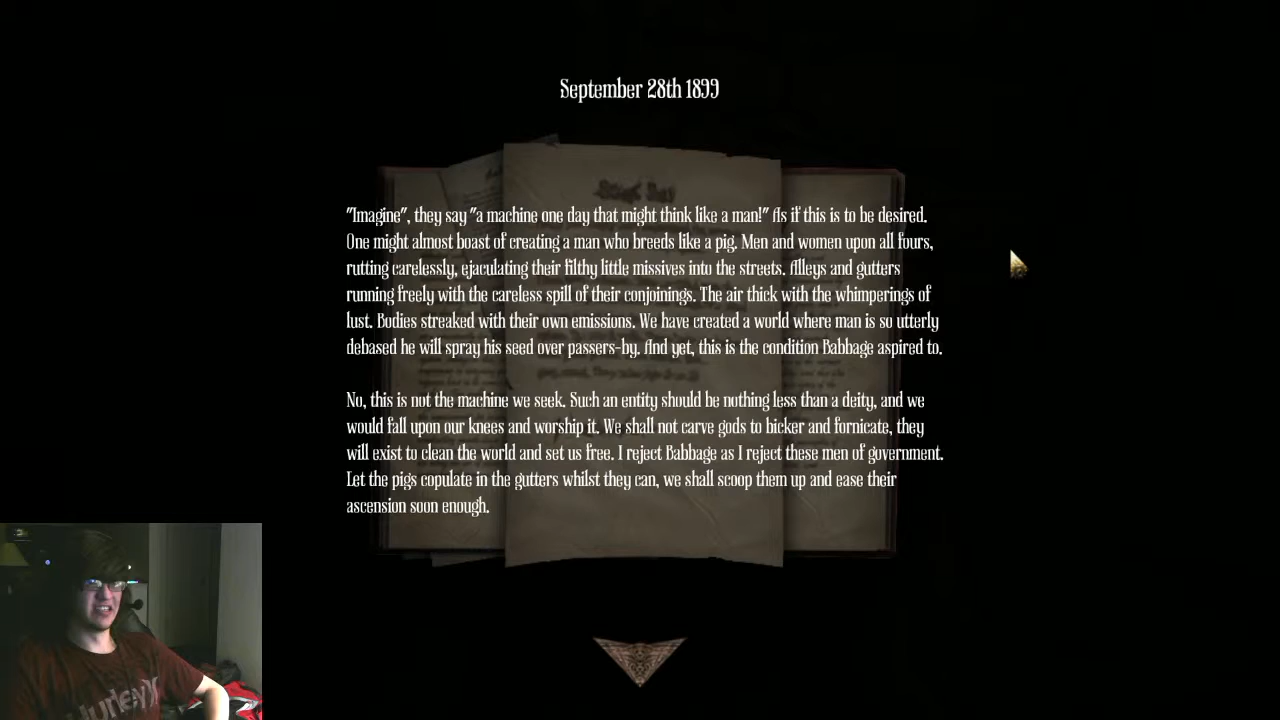 September 28th 1899
"Imagine", they say "a machine one day that might think like a man!" As if this is to be desired.
One might almost boast of creating a man who breeds like a pig. Men and women upon all fours,
rutting carelessly, ejaculating their filthy little missives into the streets. Alleys and gutters
running freely with the careless spill of their conjoinings. The air thick with the whimperings of
lust. Bodies streaked with their own emissions. We have created a world where man is so utterly
debased he will spray his seed over passers-by. And yet, this is the condition Babbage aspired to.
No, this is not the machine we seek. Such an entity should be nothing less than a deity, and we
would fall upon our knees and worship it. We shall not carve gods to bicker and fornicate, they
will exist to clean the world and set us free. I reject Babbage as I reject these men of government.
Let the pigs copulate in the gutters whilst they can, we shall scoop them up and ease their
ascension soon enough.
Hurley